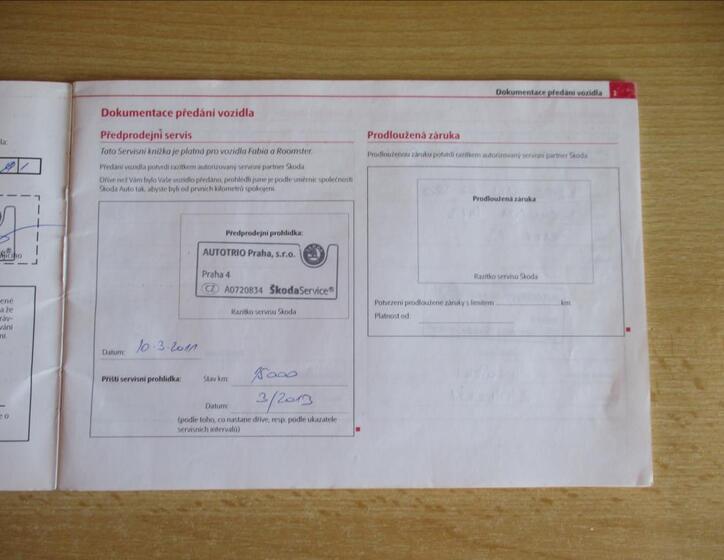 Dokumentace předání vozidla
Dokumentace předání vozidla
Předprodejní servis
Tato Servisní knížka je platná pro vozidla Fabia a Roomster.
Předání vozidla potvrdí razítkem autorizovaný servisní partner Škoda
Dříve než Vám bylo Vaše vozidlo předáno, prohlédli jsme je podle směrnic společnosti
Škoda Auto tak, abyste byli od prvních kilometrů spokojeni.
Předprodejní prohlídka:
AUTOTRIO Praha, s.r.o.
Praha 4
CZ A0720834 ŠkodaService®
Razítko servisu Škoda
Datum: 10.3.2011
Příští servisní prohlídka: Stav km: 15000
Datum: 3/2013
(podle toho, co nastane dříve, resp. podle ukazatele
servisních intervalů)
Prodloužená záruka
Prodlouženou záruku potvrdí razítkem autorizovaný servisní partner Škoda
Prodloužená záruka
Razítko servisu Škoda
Potvrzení prodloužené záruky s limitem km
Platnost od: